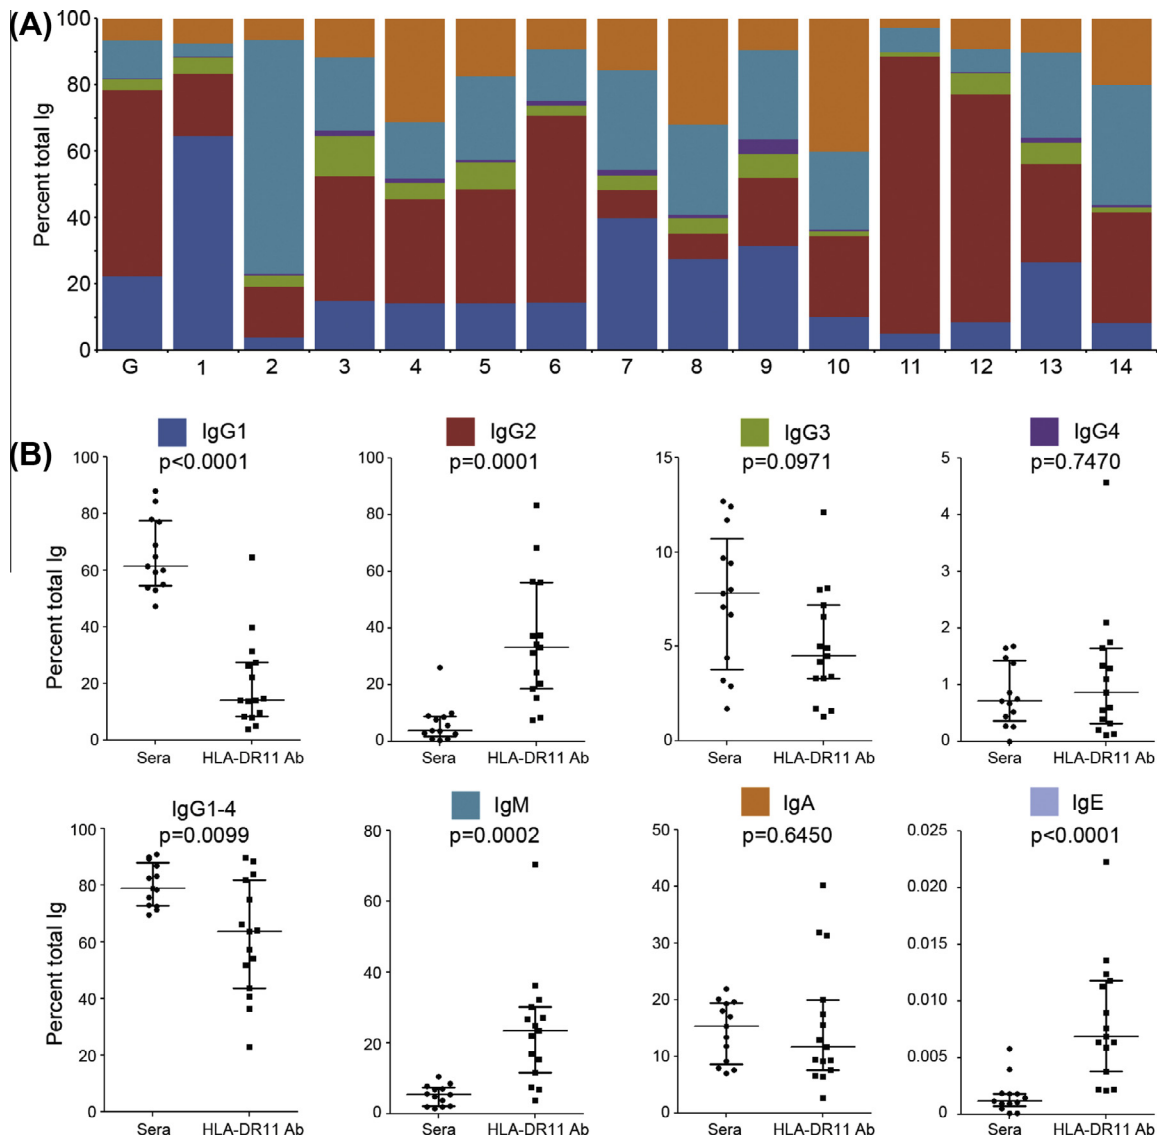 (A)
Percent total Ig
100
80
60
40
20
0
G 1 2 3 4 5 6 7 8 9 10 11 12 13 14
(B)
IgG1 IgG2 IgG3 IgG4
p<0.0001 p=0.0001 p=0.0971 p=0.7470
Percent total Ig
100 80 60 40 20 0
100 80 60 40 20 0
15 10 5 0
5 4 3 2 1 0
Sera HLA-DR11 Ab Sera HLA-DR11 Ab Sera HLA-DR11 Ab Sera HLA-DR11 Ab
IgG1-4 IgM IgA IgE
p=0.0099 p=0.0002 p=0.6450 p<0.0001
Percent total Ig
100 80 60 40 20 0
80 60 40 20 0
50 40 30 20 10 0
0.025 0.020 0.015 0.010 0.005 0
Sera HLA-DR11 Ab Sera HLA-DR11 Ab Sera HLA-DR11 Ab Sera HLA-DR11 Ab